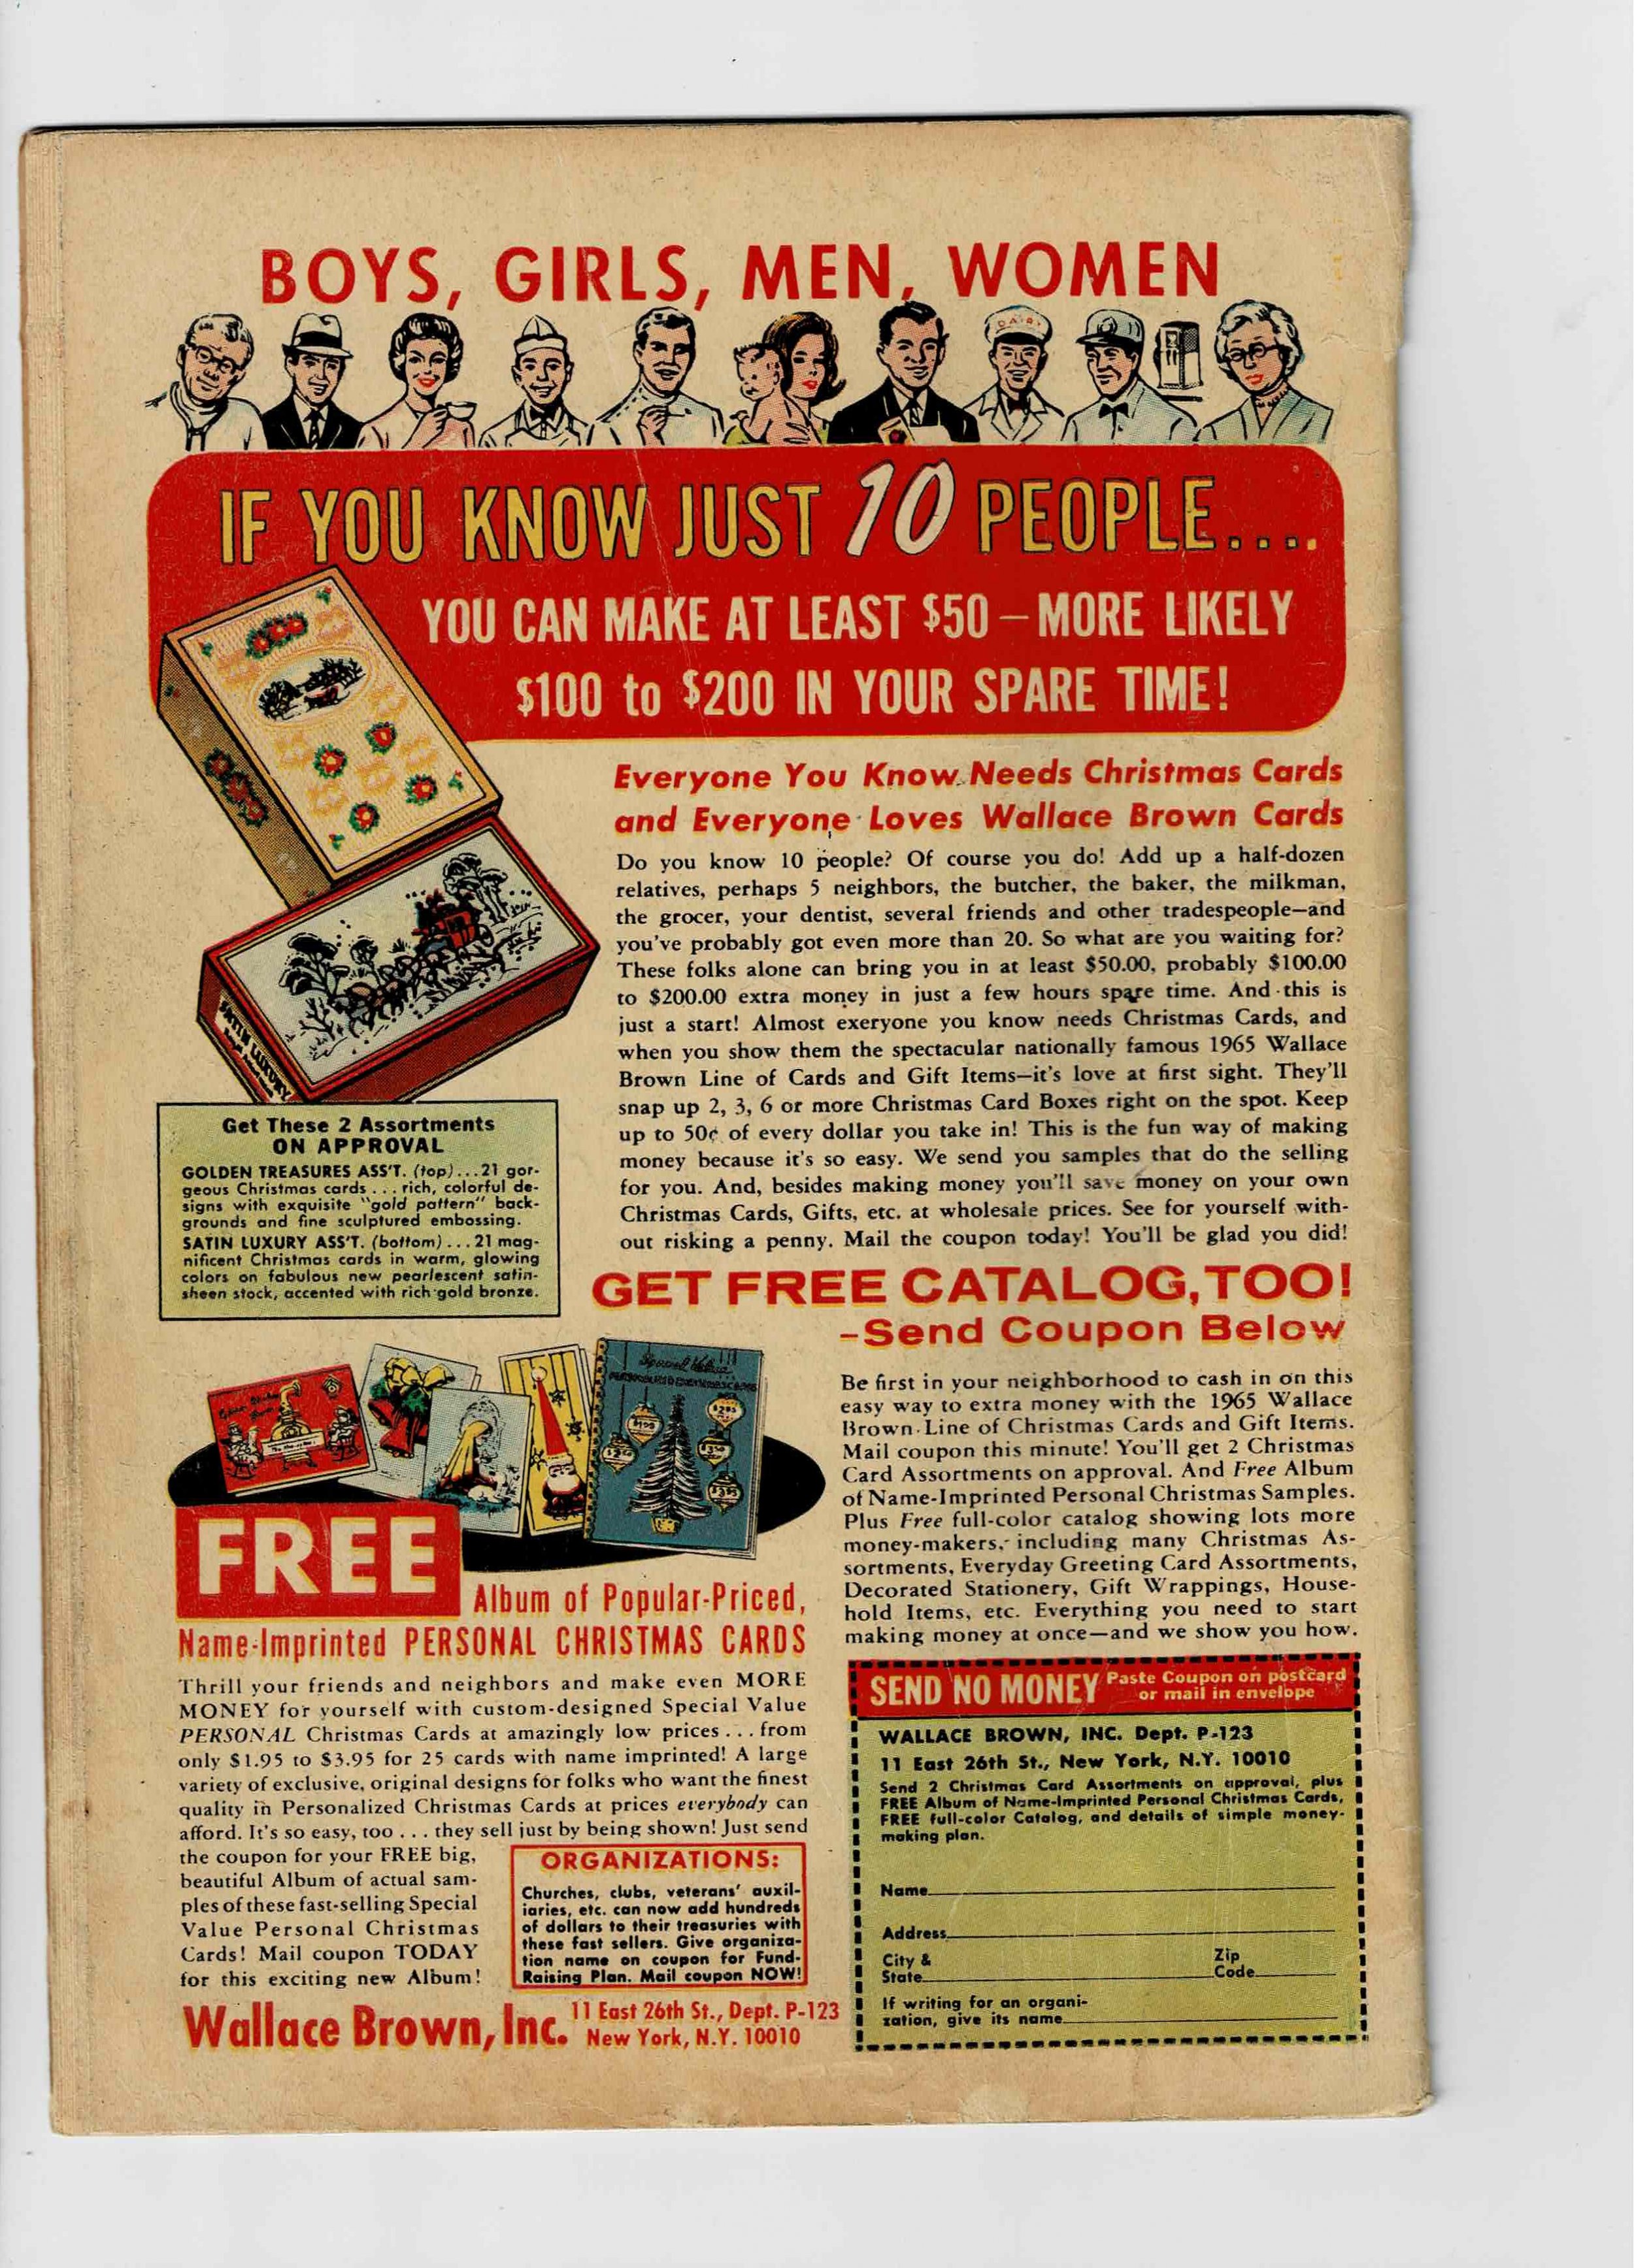 BOYS, GIRLS, MEN, WOMEN
DAIRY
IF YOU KNOW JUST 10 PEOPLE....
YOU CAN MAKE AT LEAST $50 – MORE LIKELY
$100 to $200 IN YOUR SPARE TIME!
Everyone You Know Needs Christmas Cards
and Everyone Loves Wallace Brown Cards
Do you know 10 people? Of course you do! Add up a half-dozen
relatives, perhaps 5 neighbors, the butcher, the baker, the milkman,
the grocer, your dentist, several friends and other tradespeople—and
you've probably got even more than 20. So what are you waiting for?
These folks alone can bring you in at least $50.00, probably $100.00
to $200.00 extra money in just a few hours spare time. And this is
just a start! Almost exeryone you know needs Christmas Cards, and
when you show them the spectacular nationally famous 1965 Wallace
Brown Line of Cards and Gift Items—it's love at first sight. They'll
snap up 2, 3, 6 or more Christmas Card Boxes right on the spot. Keep
up to 50¢ of every dollar you take in! This is the fun way of making
money because it's so easy. We send you samples that do the selling
for you. And, besides making money you'll save money on your own
Christmas Cards, Gifts, etc. at wholesale prices. See for yourself with-
out risking a penny. Mail the coupon today! You'll be glad you did!
SATIN LUXURY
Get These 2 Assortments
ON APPROVAL
GOLDEN TREASURES ASS'T. (top)...21 gor-
geous Christmas cards ... rich, colorful de-
signs with exquisite "gold pattern" back-
grounds and fine sculptured embossing.
SATIN LUXURY ASS'T. (bottom)...21 mag-
nificent Christmas cards in warm, glowing
colors on fabulous new pearlescent satin-
sheen stock, accented with rich gold bronze.
GET FREE CATALOG, TOO!
–Send Coupon Below
Be first in your neighborhood to cash in on this
easy way to extra money with the 1965 Wallace
Brown Line of Christmas Cards and Gift Items.
Mail coupon this minute! You'll get 2 Christmas
Card Assortments on approval. And Free Album
of Name-Imprinted Personal Christmas Samples.
Plus Free full-color catalog showing lots more
money-makers, including many Christmas As-
sortments, Everyday Greeting Card Assortments,
Decorated Stationery, Gift Wrappings, House-
hold Items, etc. Everything you need to start
making money at once—and we show you how.
Special Value
PERSONALIZED CHRISTMAS CARDS
$1.95
$2.95
$3.50
$3.95
FREE
Album of Popular-Priced,
Name-Imprinted PERSONAL CHRISTMAS CARDS
Thrill your friends and neighbors and make even MORE
MONEY for yourself with custom-designed Special Value
PERSONAL Christmas Cards at amazingly low prices ... from
only $1.95 to $3.95 for 25 cards with name imprinted! A large
variety of exclusive, original designs for folks who want the finest
quality in Personalized Christmas Cards at prices everybody can
afford. It's so easy, too ... they sell just by being shown! Just send
the coupon for your FREE big,
beautiful Album of actual sam-
ples of these fast-selling Special
Value Personal Christmas
Cards! Mail coupon TODAY
for this exciting new Album!
ORGANIZATIONS:
Churches, clubs, veterans' auxil-
iaries, etc. can now add hundreds
of dollars to their treasuries with
these fast sellers. Give organiza-
tion name on coupon for Fund-
Raising Plan. Mail coupon NOW!
Wallace Brown, Inc. 11 East 26th St., Dept. P-123
New York, N.Y. 10010
SEND NO MONEY Paste Coupon on postcard
or mail in envelope
WALLACE BROWN, INC. Dept. P-123
11 East 26th St., New York, N.Y. 10010
Send 2 Christmas Card Assortments on approval, plus
FREE Album of Name-Imprinted Personal Christmas Cards,
FREE full-color Catalog, and details of simple money-
making plan.
Name
Address
City & Zip
State Code
If writing for an organi-
zation, give its name